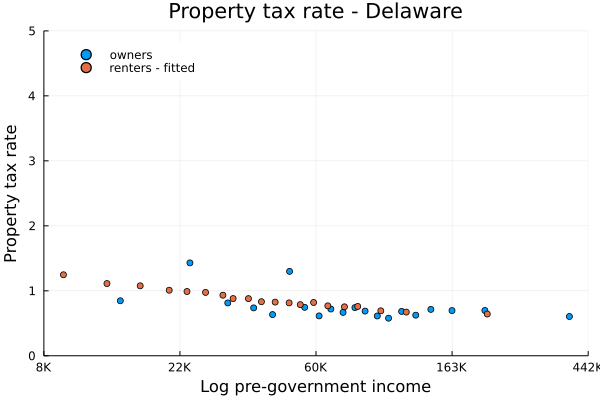 Property tax rate - Delaware
owners
renters - fitted
Property tax rate
5
4
3
2
1
0
8K 22K 60K 163K 442K
Log pre-government income